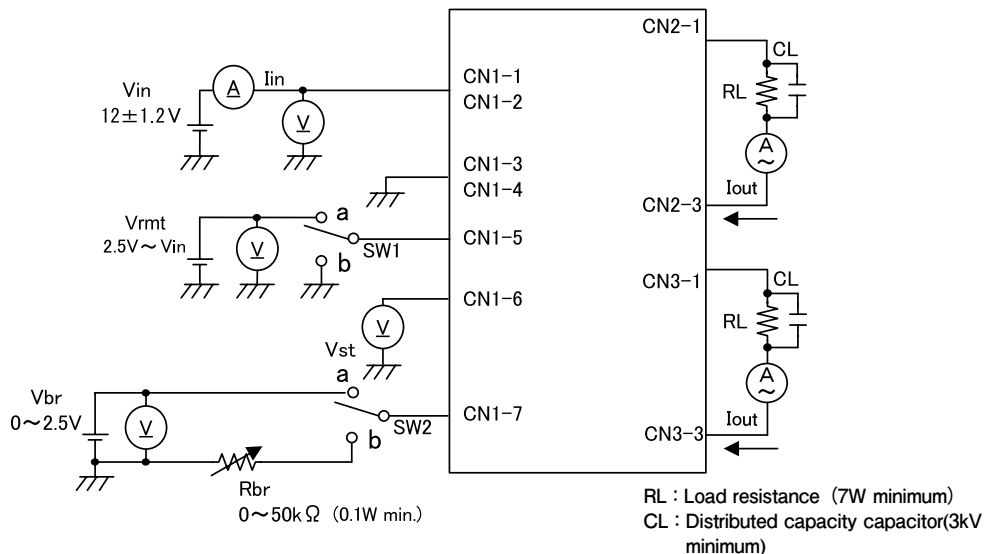 CN2-1
CL
RL
A
~
Iout
CN2-3
Vin
12±1.2V
A
Iin
V
CN1-1
CN1-2
CN1-3
CN1-4
Vrmt
2.5V～Vin
V
a
b
SW1
CN1-5
CN3-1
CL
RL
A
~
Iout
CN3-3
CN1-6
V
Vst
Vbr
0～2.5V
V
a
b
SW2
CN1-7
Rbr
0～50kΩ (0.1W min.)
RL : Load resistance (7W minimum)
CL : Distributed capacity capacitor(3kV
minimum)